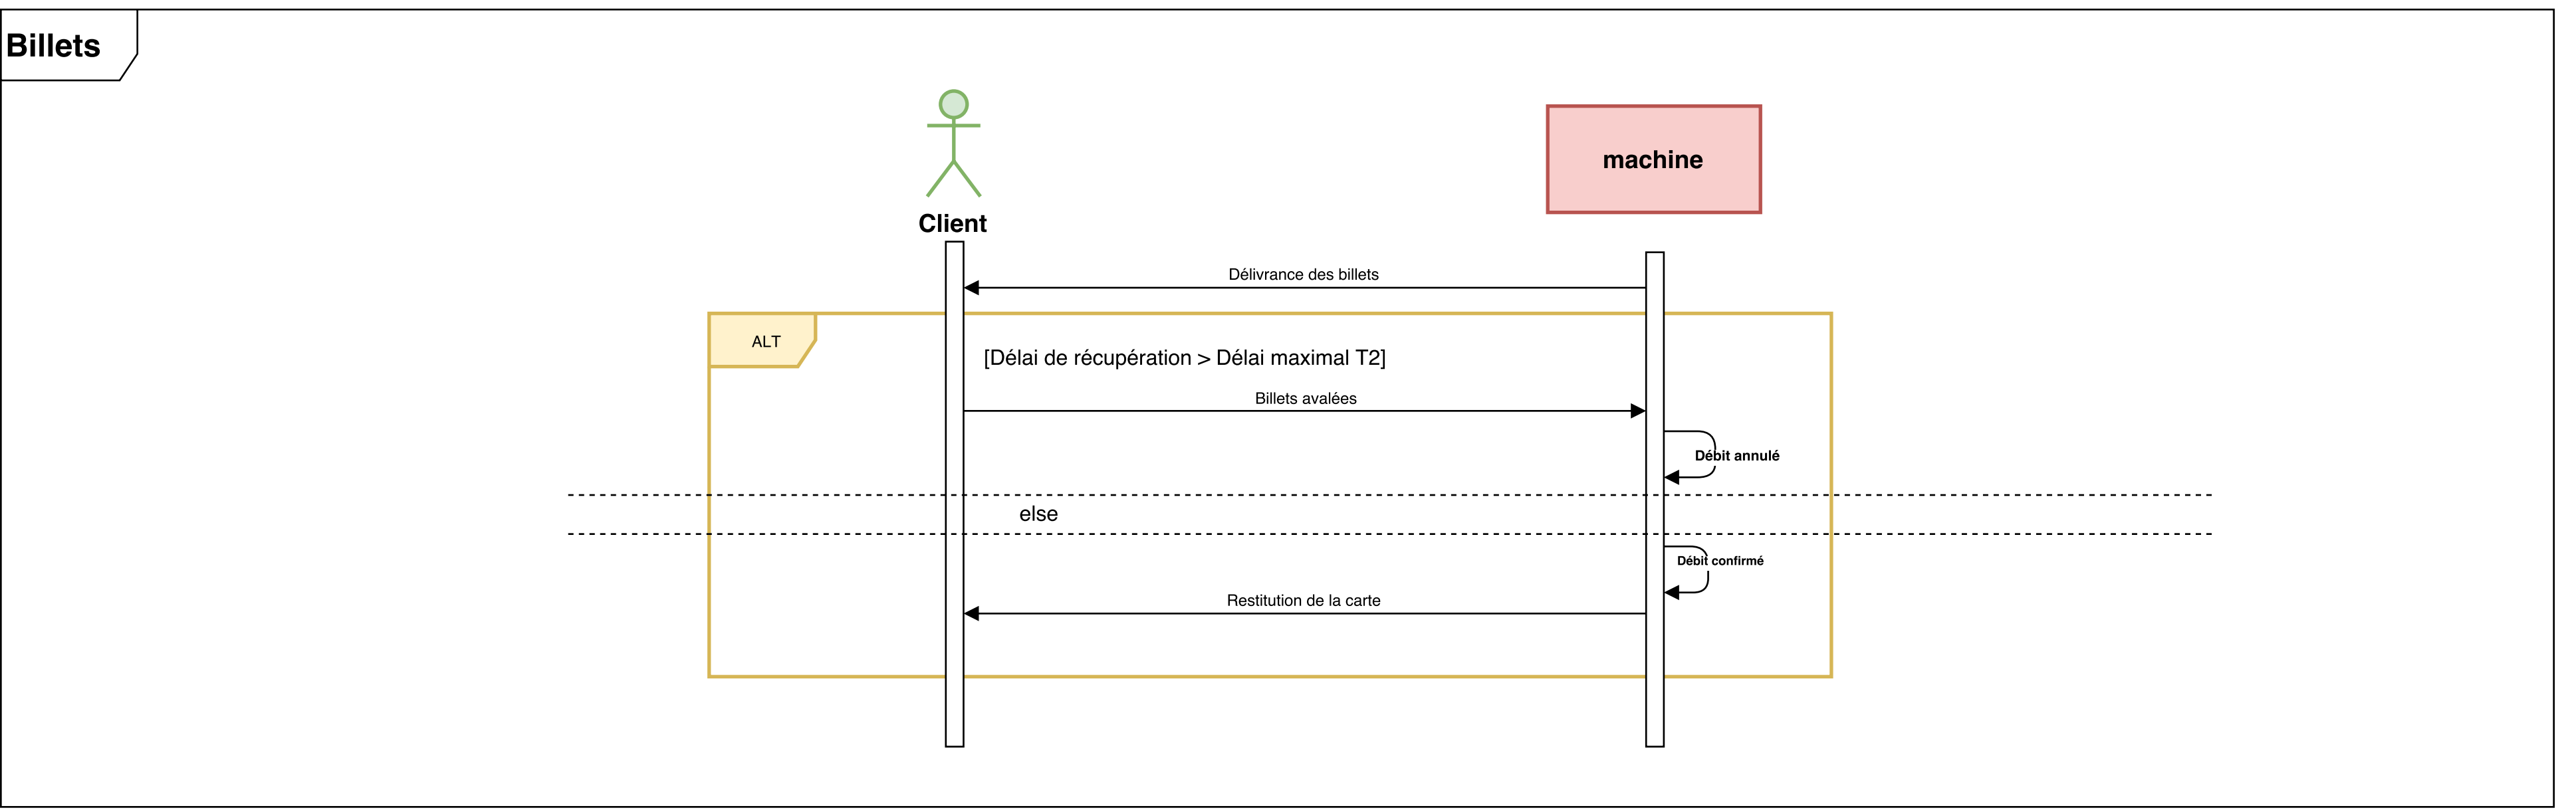 Billets
machine
Client
Délivrance des billets
ALT
[Délai de récupération > Délai maximal T2]
Billets avalées
Débit annulé
else
Débit confirmé
Restitution de la carte